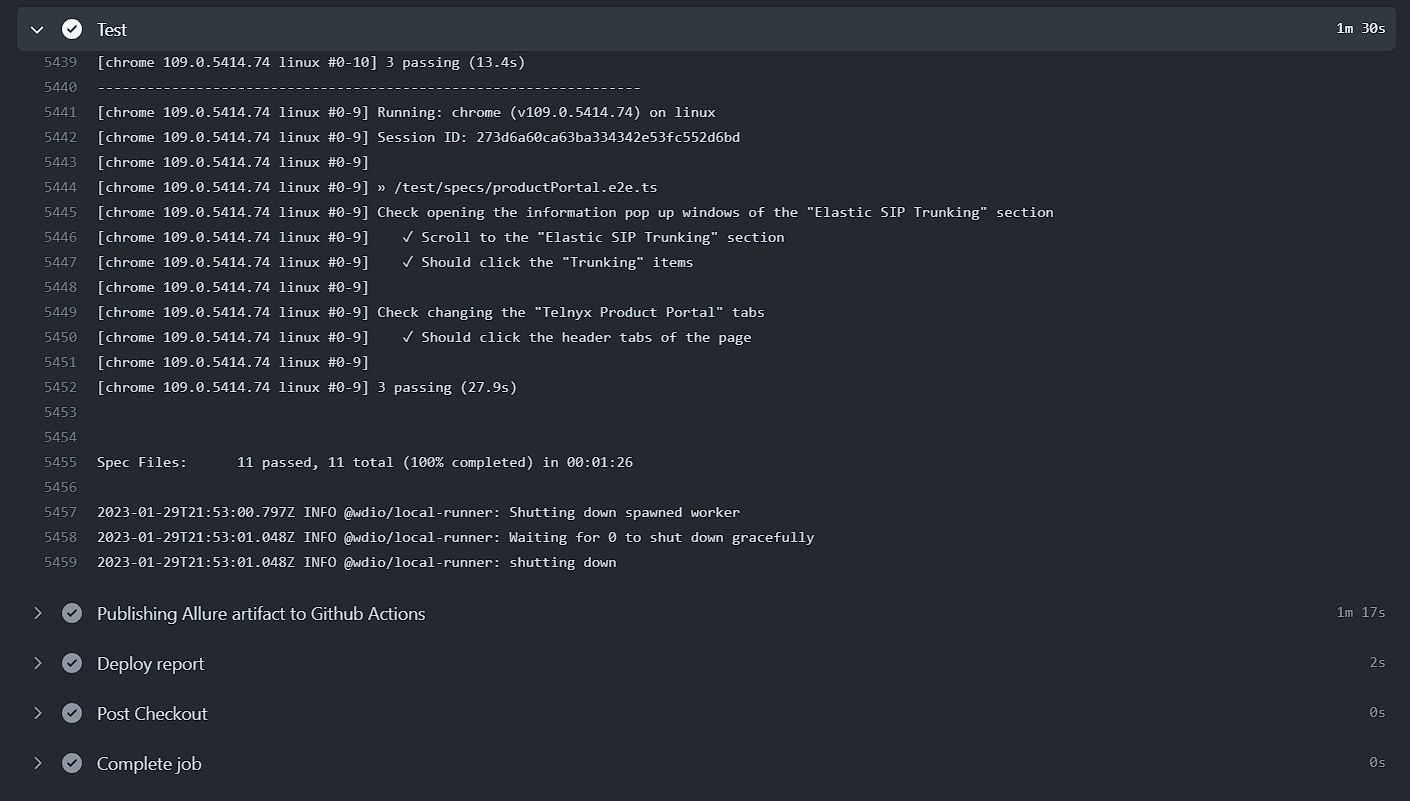 Test 1m 30s
5439 [chrome 109.0.5414.74 linux #0-10] 3 passing (13.4s)
5440 ------------------------------------------------------------------
5441 [chrome 109.0.5414.74 linux #0-9] Running: chrome (v109.0.5414.74) on linux
5442 [chrome 109.0.5414.74 linux #0-9] Session ID: 273d6a60ca63ba334342e53fc552d6bd
5443 [chrome 109.0.5414.74 linux #0-9]
5444 [chrome 109.0.5414.74 linux #0-9] » /test/specs/productPortal.e2e.ts
5445 [chrome 109.0.5414.74 linux #0-9] Check opening the information pop up windows of the "Elastic SIP Trunking" section
5446 [chrome 109.0.5414.74 linux #0-9]    ✓ Scroll to the "Elastic SIP Trunking" section
5447 [chrome 109.0.5414.74 linux #0-9]    ✓ Should click the "Trunking" items
5448 [chrome 109.0.5414.74 linux #0-9]
5449 [chrome 109.0.5414.74 linux #0-9] Check changing the "Telnyx Product Portal" tabs
5450 [chrome 109.0.5414.74 linux #0-9]    ✓ Should click the header tabs of the page
5451 [chrome 109.0.5414.74 linux #0-9]
5452 [chrome 109.0.5414.74 linux #0-9] 3 passing (27.9s)
5453
5454
5455 Spec Files:      11 passed, 11 total (100% completed) in 00:01:26
5456
5457 2023-01-29T21:53:00.797Z INFO @wdio/local-runner: Shutting down spawned worker
5458 2023-01-29T21:53:01.048Z INFO @wdio/local-runner: Waiting for 0 to shut down gracefully
5459 2023-01-29T21:53:01.048Z INFO @wdio/local-runner: shutting down
Publishing Allure artifact to Github Actions 1m 17s
Deploy report 2s
Post Checkout 0s
Complete job 0s